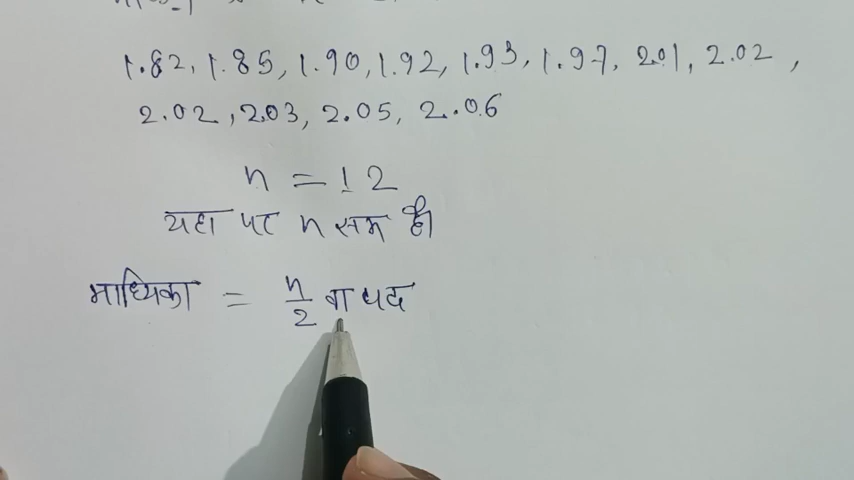 1.82, 1.85, 1.90, 1.92, 1.93, 1.97, 2.01, 2.02,
2.02, 2.03, 2.05, 2.06
n = 12
यहा पर n सम है।
माध्यिका = n/2 वा पद